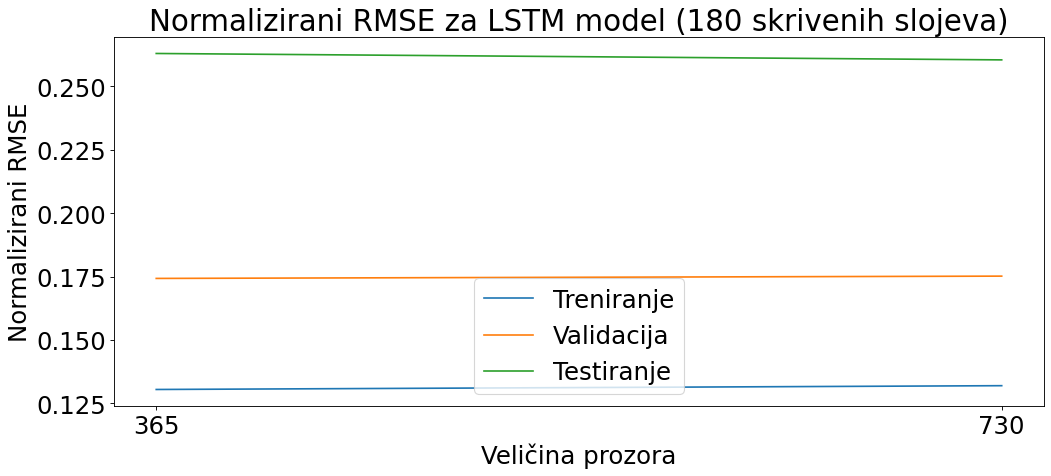 Normalizirani RMSE za LSTM model (180 skrivenih slojeva)
Normalizirani RMSE
0.250
0.225
0.200
0.175
0.150
0.125
Treniranje
Validacija
Testiranje
365
730
Veličina prozora